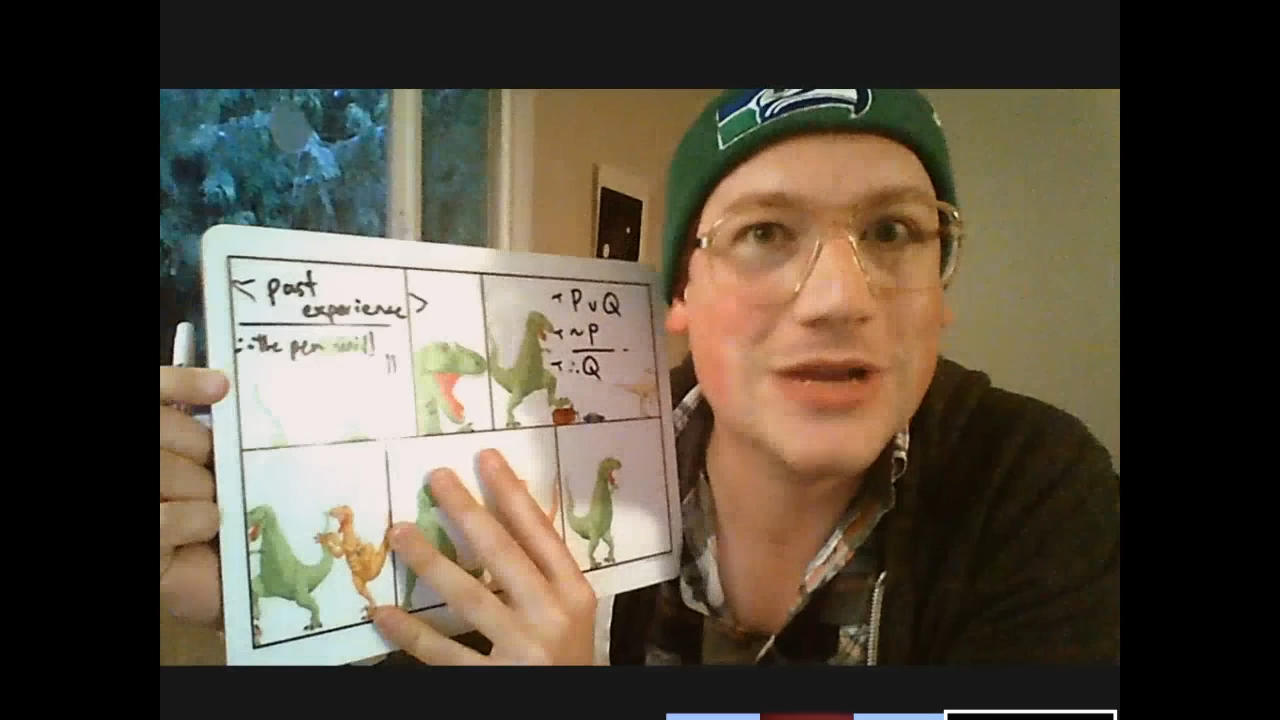 < past
experience >
∴ the pen
P ∨ Q
~P
∴ Q